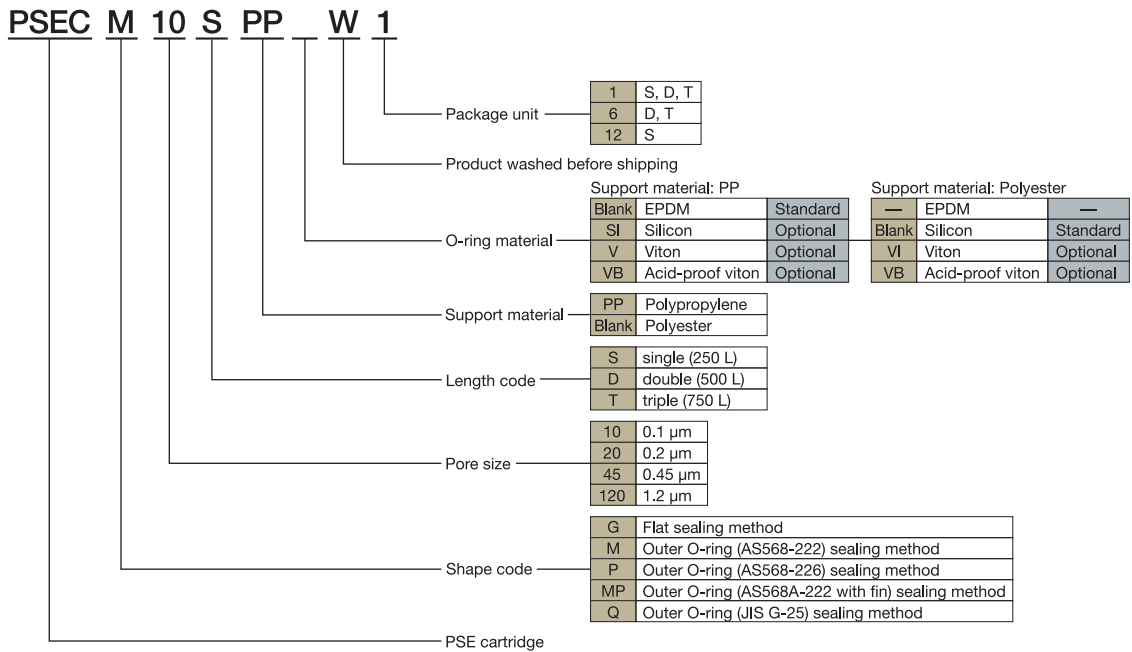 PSEC M 10 S PP W 1
Package unit
1 S, D, T
6 D, T
12 S
Product washed before shipping
O-ring material
Support material: PP
Blank EPDM Standard
SI Silicon Optional
V Viton Optional
VB Acid-proof viton Optional
Support material: Polyester
— EPDM —
Blank Silicon Standard
VI Viton Optional
VB Acid-proof viton Optional
Support material
PP Polypropylene
Blank Polyester
Length code
S single (250 L)
D double (500 L)
T triple (750 L)
Pore size
10 0.1 µm
20 0.2 µm
45 0.45 µm
120 1.2 µm
Shape code
G Flat sealing method
M Outer O-ring (AS568-222) sealing method
P Outer O-ring (AS568-226) sealing method
MP Outer O-ring (AS568A-222 with fin) sealing method
Q Outer O-ring (JIS G-25) sealing method
PSE cartridge